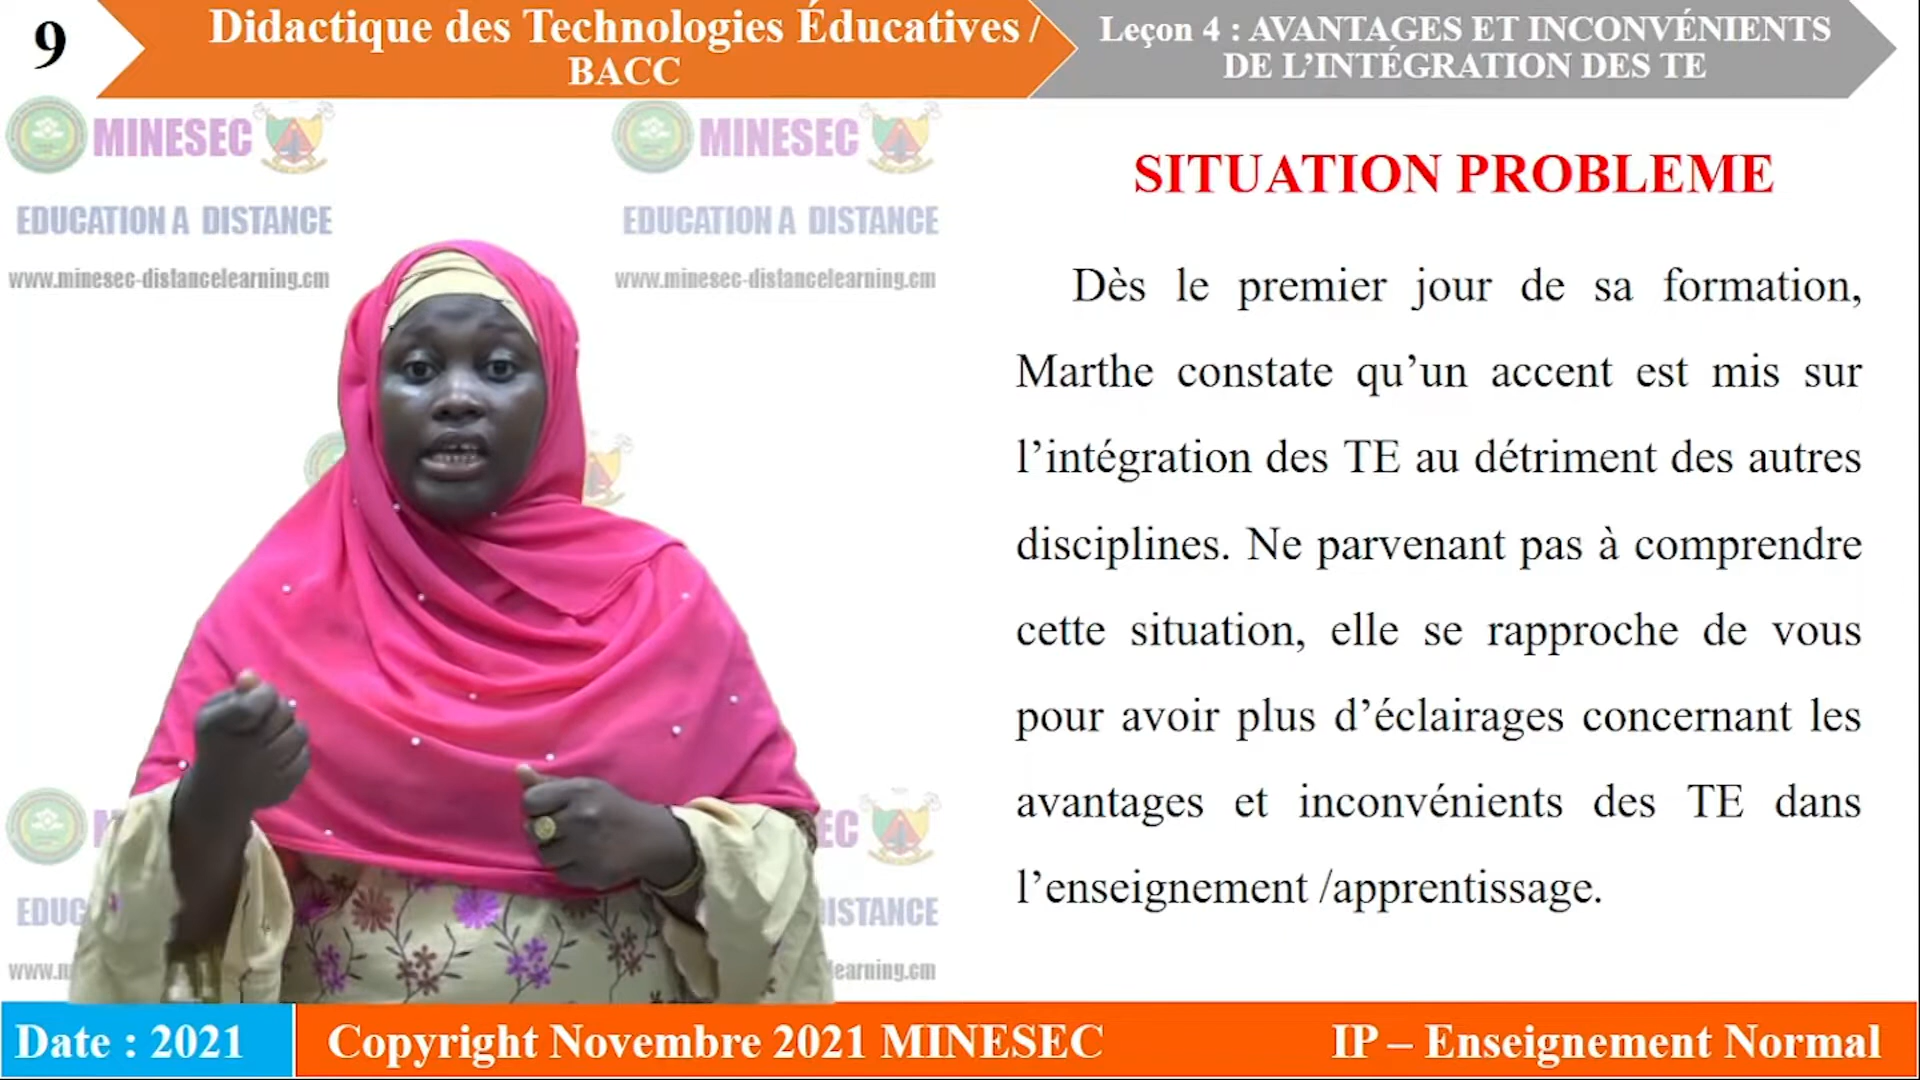 9
Didactique des Technologies Éducatives /
BACC
Leçon 4 : AVANTAGES ET INCONVÉNIENTS
DE L’INTÉGRATION DES TE
MINESEC
EDUCATION A DISTANCE
www.minesec-distancelearning.cm
MINESEC
EDUCATION A DISTANCE
www.minesec-distancelearning.cm
SITUATION PROBLEME
Dès le premier jour de sa formation,
Marthe constate qu’un accent est mis sur
l’intégration des TE au détriment des autres
disciplines. Ne parvenant pas à comprendre
cette situation, elle se rapproche de vous
pour avoir plus d’éclairages concernant les
avantages et inconvénients des TE dans
l’enseignement /apprentissage.
Date : 2021
Copyright Novembre 2021 MINESEC
IP – Enseignement Normal